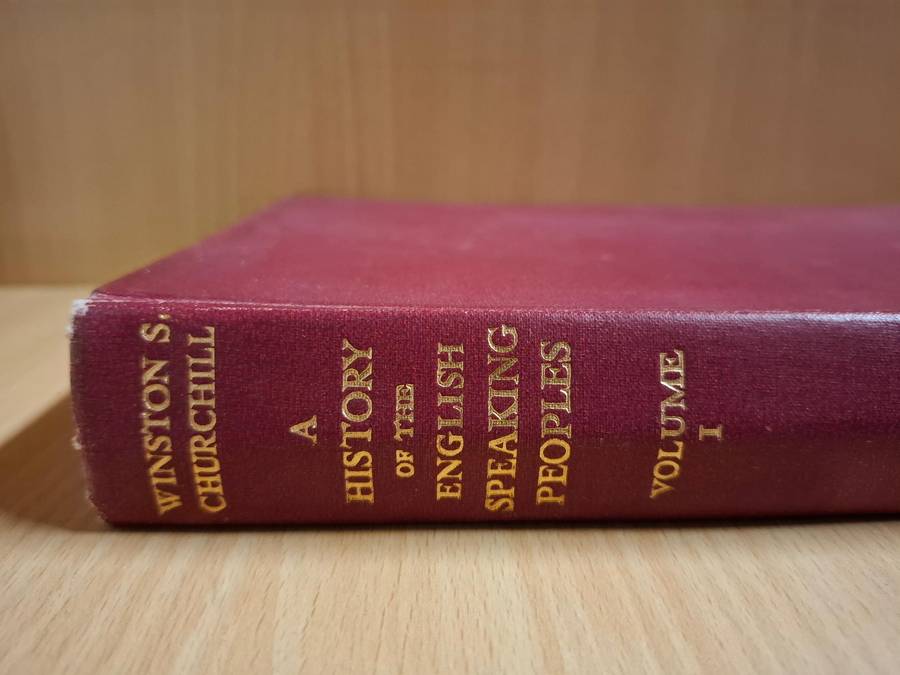 WINSTON S.
CHURCHILL
A
HISTORY
OF THE
ENGLISH
SPEAKING
PEOPLES
VOLUME
I